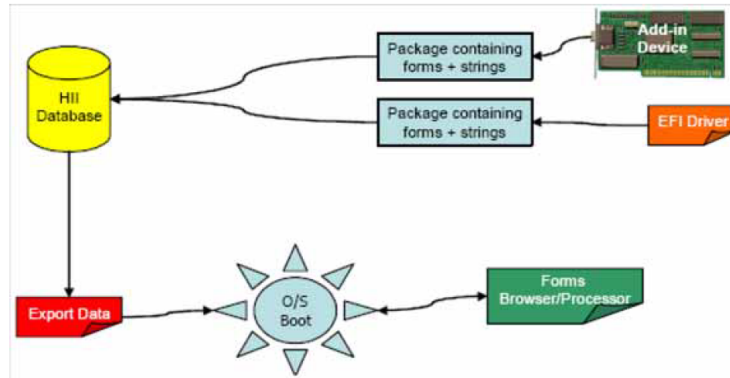 Package containing
forms + strings
Add-in
Device
HII
Database
Package containing
forms + strings
EFI Driver
Export Data
O/S
Boot
Forms
Browser/Processor